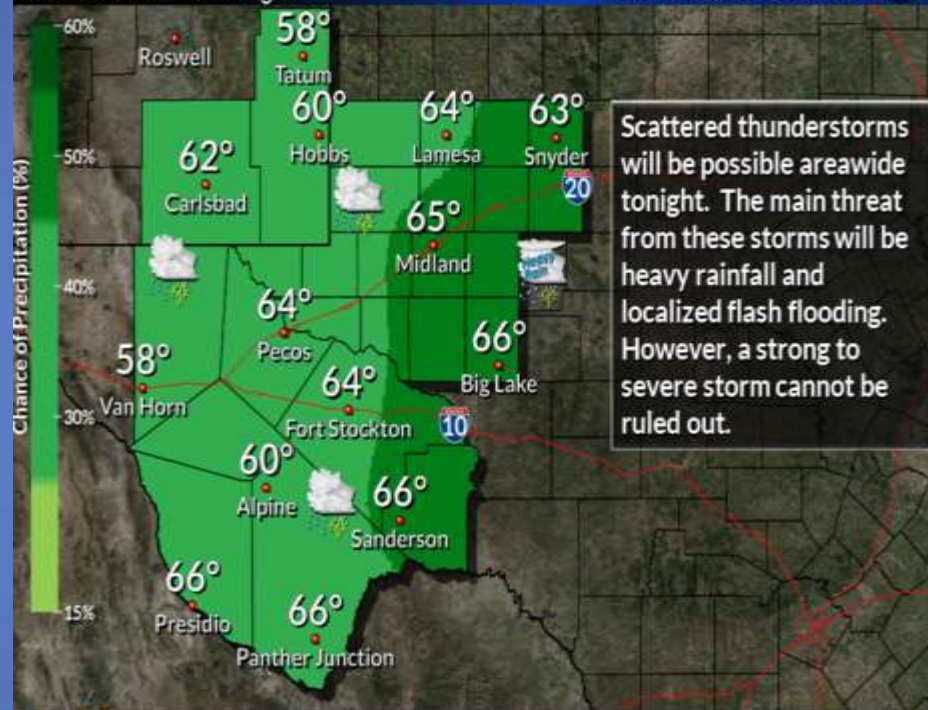 60%
58°
Roswell
Tatum
60°
64°
63°
50%
62°
Hobbs
Lamesa
Snyder
Carlsbad
20
65°
Midland
40%
64°
Pecos
66°
58°
64°
Big Lake
Van Horn
30%
Fort Stockton
10
60°
Alpine
66°
Sanderson
66°
15%
Presidio
66°
Panther Junction
Chance of Precipitation (%)
Scattered thunderstorms
will be possible areawide
tonight. The main threat
from these storms will be
heavy rainfall and
localized flash flooding.
However, a strong to
severe storm cannot be
ruled out.